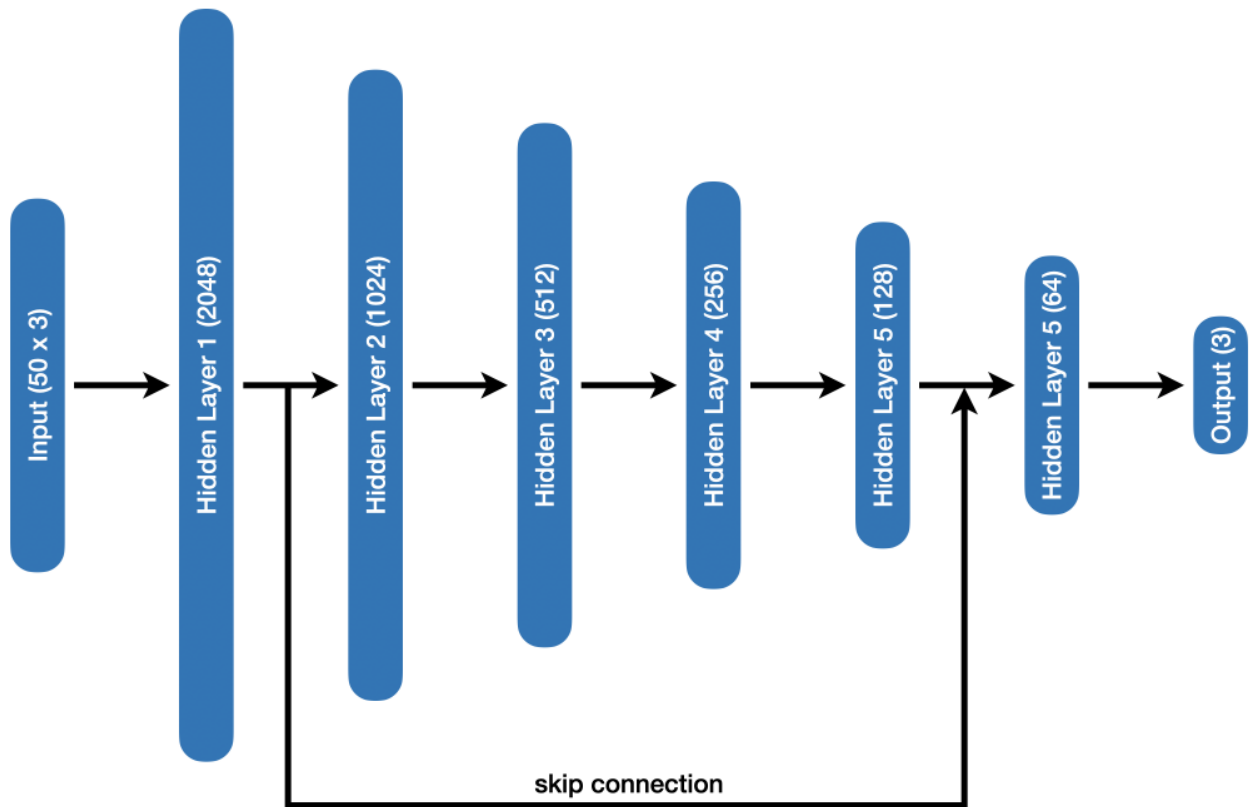 Input (50 x 3)
Hidden Layer 1 (2048)
Hidden Layer 2 (1024)
Hidden Layer 3 (512)
Hidden Layer 4 (256)
Hidden Layer 5 (128)
Hidden Layer 5 (64)
Output (3)
skip connection